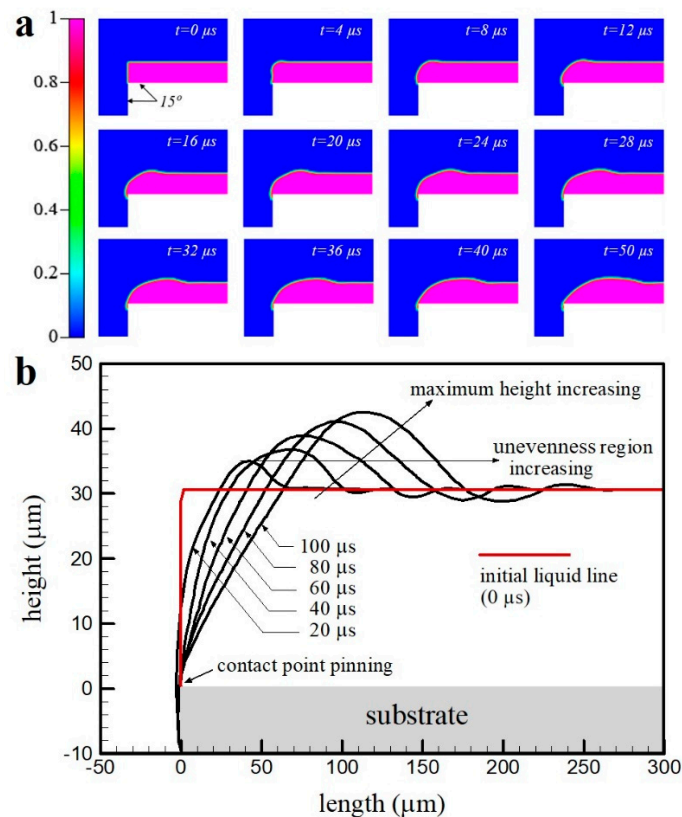 a
1
0.8
0.6
0.4
0.2
0
t=0 µs
t=4 µs
t=8 µs
t=12 µs
15º
t=16 µs
t=20 µs
t=24 µs
t=28 µs
t=32 µs
t=36 µs
t=40 µs
t=50 µs
b
50
40
30
20
10
0
-10
height (µm)
maximum height increasing
unevenness region
increasing
100 µs
80 µs
60 µs
40 µs
20 µs
initial liquid line
(0 µs)
contact point pinning
substrate
-50
0
50
100
150
200
250
300
length (µm)